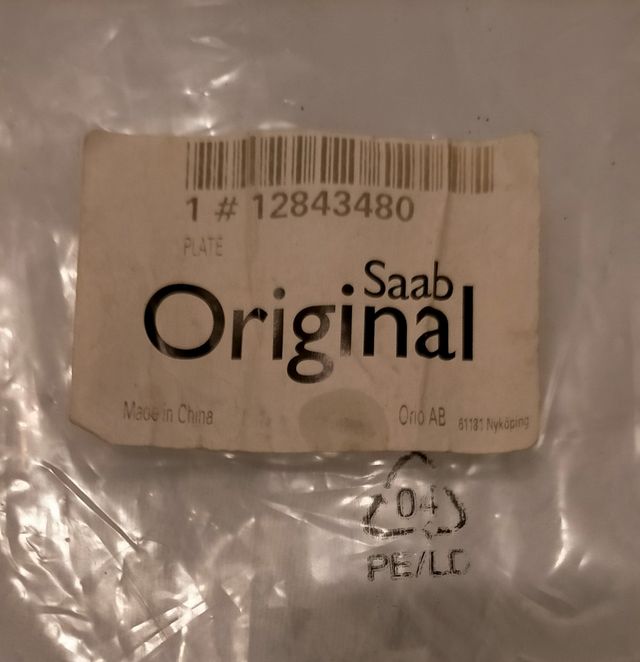 1 # 12843480
PLATE
Saab
Original
Made in China
Orio AB 61181 Nyköping
04
PE/LD